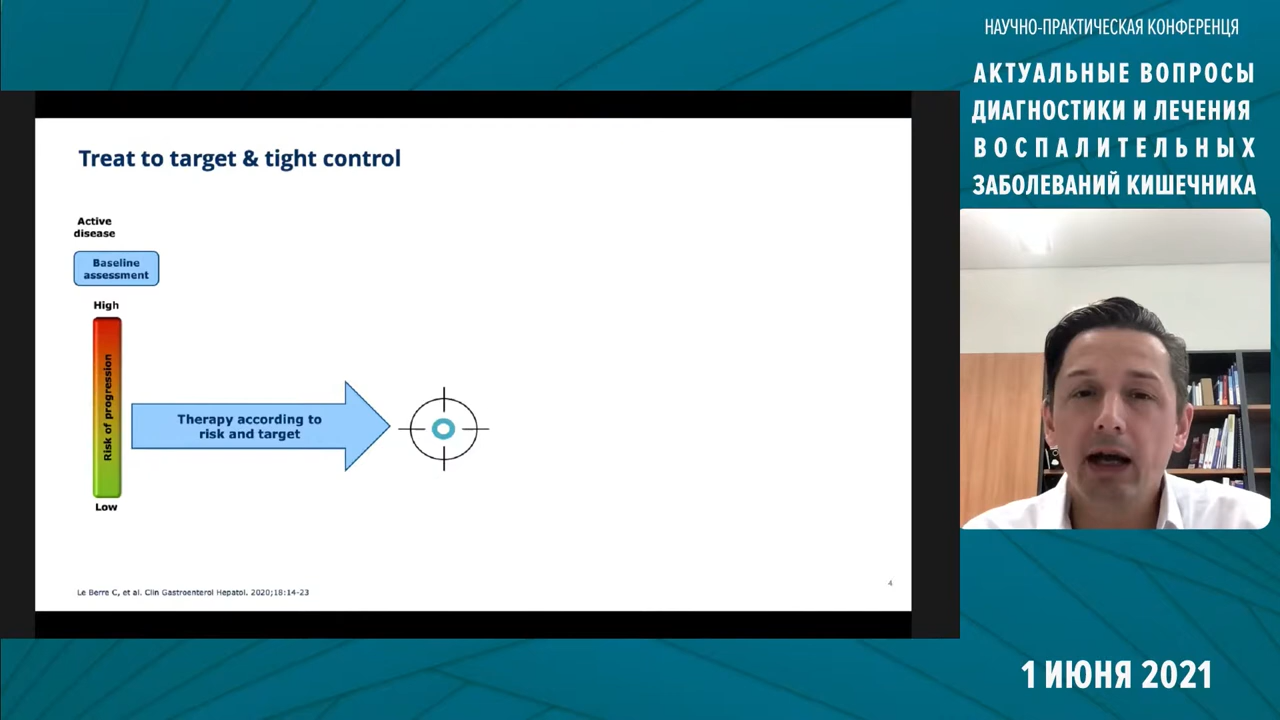 НАУЧНО-ПРАКТИЧЕСКАЯ КОНФЕРЕНЦЯ
АКТУАЛЬНЫЕ ВОПРОСЫ
ДИАГНОСТИКИ И ЛЕЧЕНИЯ
ВОСПАЛИТЕЛЬНЫХ
ЗАБОЛЕВАНИЙ КИШЕЧНИКА
Treat to target & tight control
Active
disease
Baseline
assessment
High
Risk of progression
Therapy according to
risk and target
Low
Le Berre C, et al. Clin Gastroenterol Hepatol. 2020;18:14-23
4
1 ИЮНЯ 2021